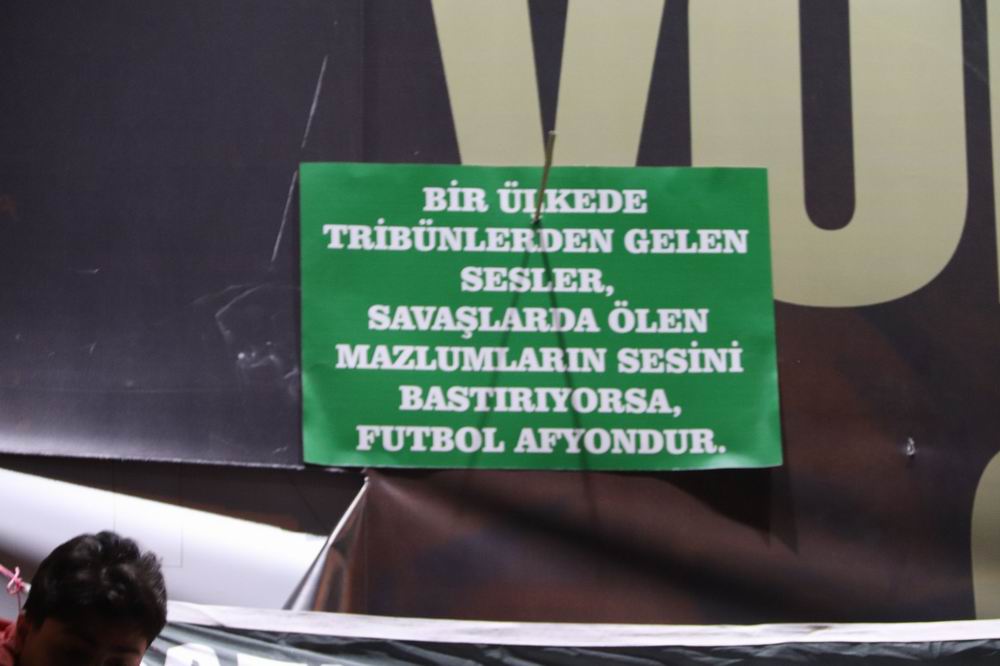 BİR ÜLKEDE
TRİBÜNLERDEN GELEN
SESLER,
SAVAŞLARDA ÖLEN
MAZLUMLARIN SESİNİ
BASTIRIYORSA,
FUTBOL AFYONDUR.